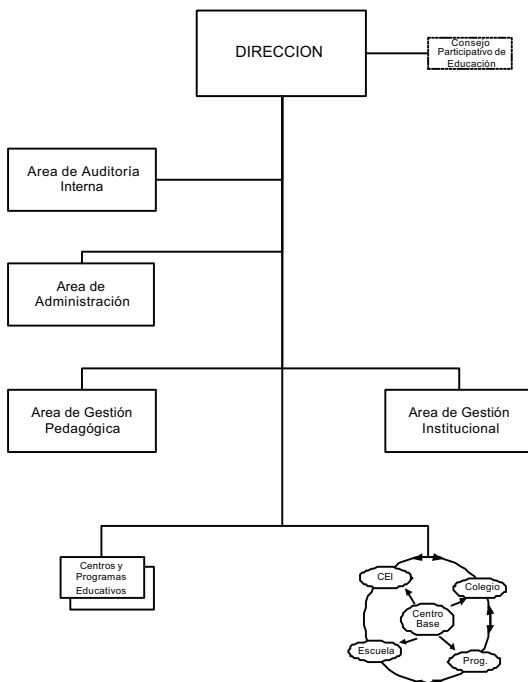 DIRECCION
Consejo
Participativo de
Educación
Area de Auditoría
Interna
Area de
Administración
Area de Gestión
Pedagógica
Area de Gestión
Institucional
Centros y
Programas
Educativos
CEI
Colegio
Centro
Base
Escuela
Prog.